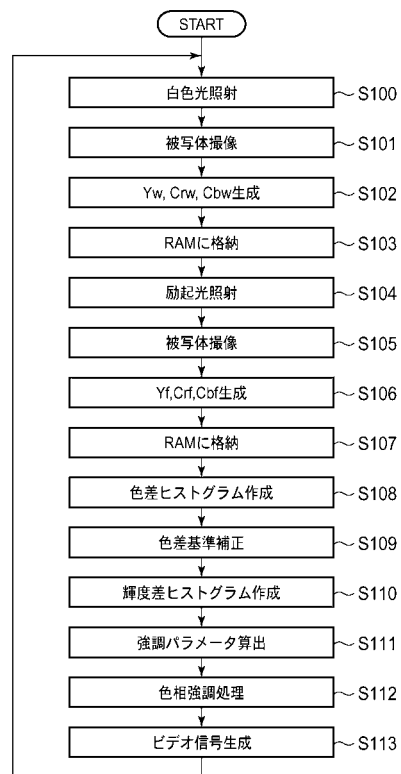 START
白色光照射 S100
被写体撮像 S101
Yw, Crw, Cbw生成 S102
RAMに格納 S103
励起光照射 S104
被写体撮像 S105
Yf,Crf,Cbf生成 S106
RAMに格納 S107
色差ヒストグラム作成 S108
色差基準補正 S109
輝度差ヒストグラム作成 S110
強調パラメータ算出 S111
色相強調処理 S112
ビデオ信号生成 S113